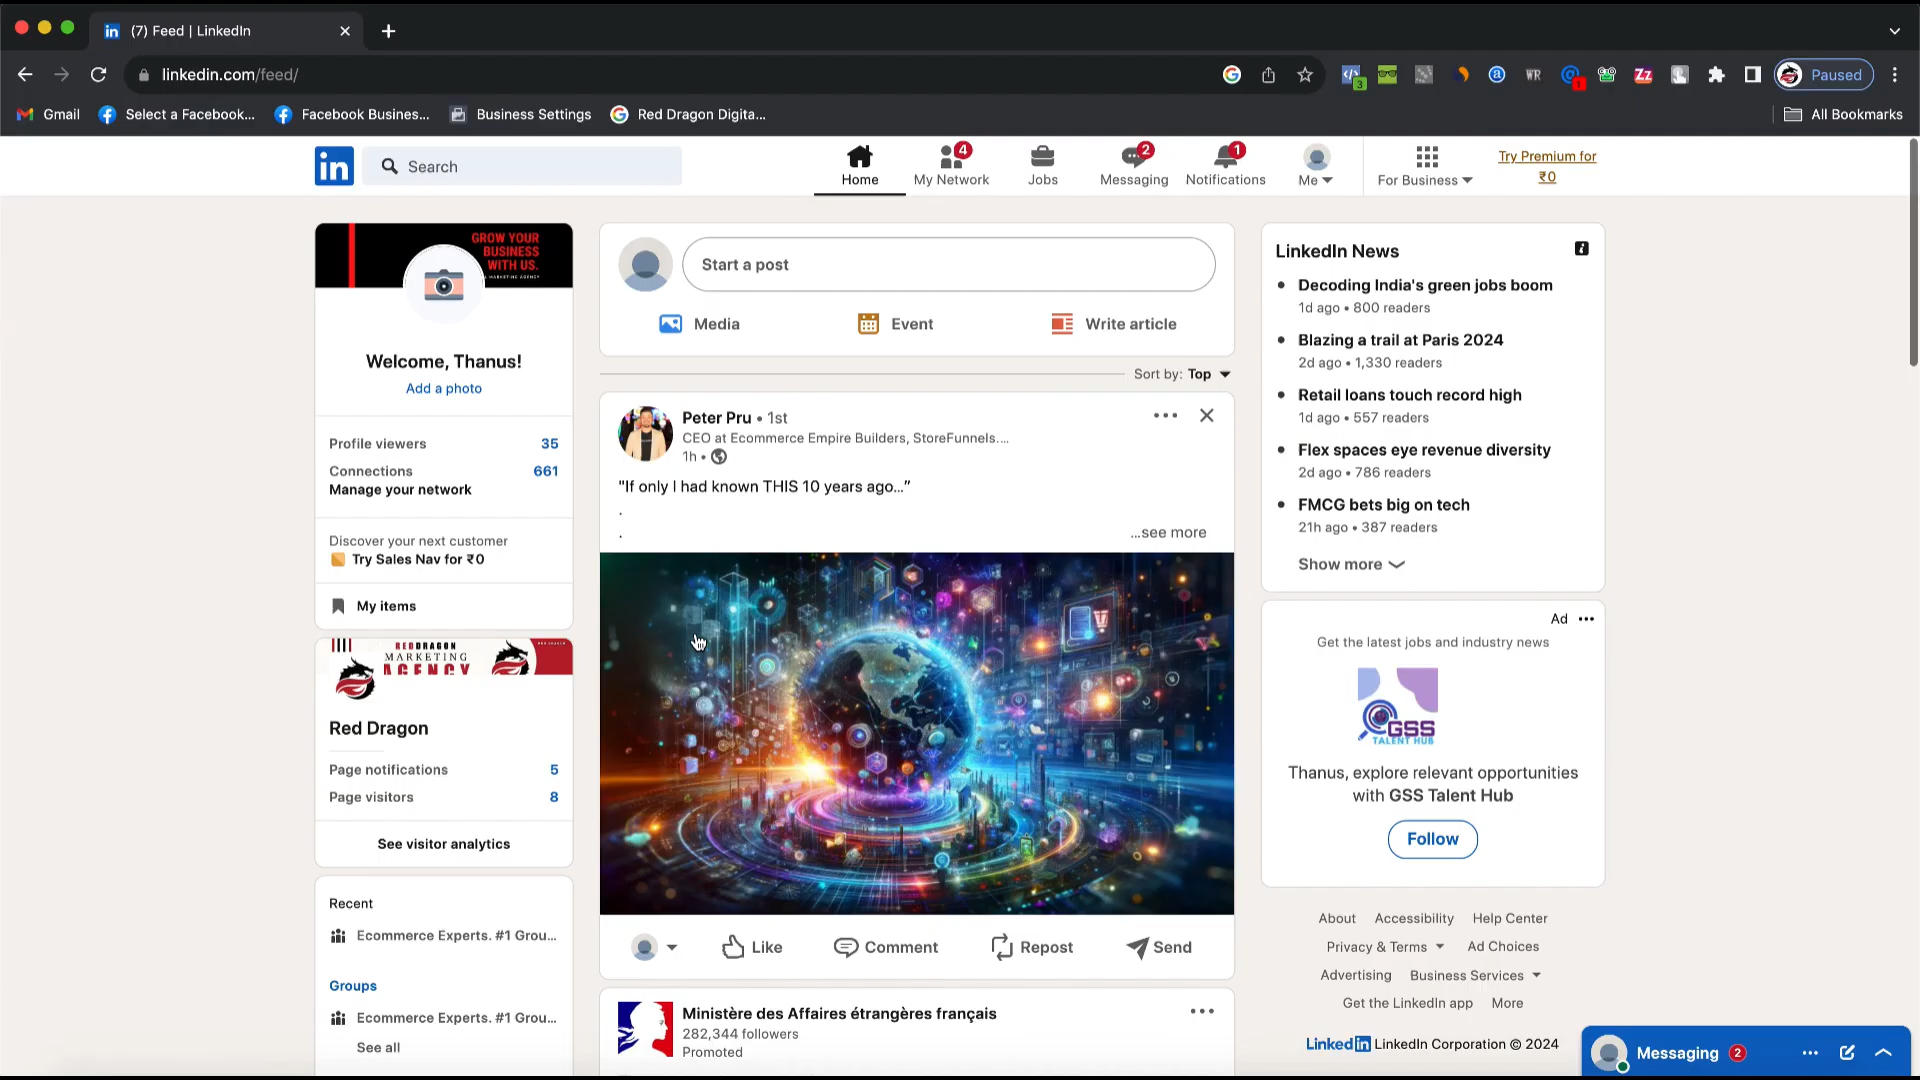 (7) Feed | LinkedIn
linkedin.com/feed/
3
WR
1
Zz
Paused
Gmail
Select a Facebook...
Facebook Busines...
Business Settings
Red Dragon Digita...
All Bookmarks
in
Search
Home
4
My Network
Jobs
2
Messaging
1
Notifications
Me
For Business
Try Premium for
₹0
GROW YOUR
BUSINESS
WITH US.
MARKETING AGENCY
Welcome, Thanus!
Add a photo
Profile viewers 35
Connections 661
Manage your network
Discover your next customer
Try Sales Nav for ₹0
My items
REDDRAGON
MARKETING
AGENCY
Red Dragon
Page notifications 5
Page visitors 8
See visitor analytics
Recent
Ecommerce Experts. #1 Grou...
Groups
Ecommerce Experts. #1 Grou...
See all
Start a post
Media
Event
Write article
Sort by: Top
Peter Pru • 1st
CEO at Ecommerce Empire Builders, StoreFunnels....
1h •
"If only I had known THIS 10 years ago..."
.
.
...see more
Like
Comment
Repost
Send
Ministère des Affaires étrangères français
282,344 followers
Promoted
LinkedIn News
Decoding India's green jobs boom
1d ago • 800 readers
Blazing a trail at Paris 2024
2d ago • 1,330 readers
Retail loans touch record high
1d ago • 557 readers
Flex spaces eye revenue diversity
2d ago • 786 readers
FMCG bets big on tech
21h ago • 387 readers
Show more
Ad
Get the latest jobs and industry news
GSS
TALENT HUB
Thanus, explore relevant opportunities
with GSS Talent Hub
Follow
About Accessibility Help Center
Privacy & Terms Ad Choices
Advertising Business Services
Get the LinkedIn app More
LinkedIn LinkedIn Corporation © 2024
Messaging 2